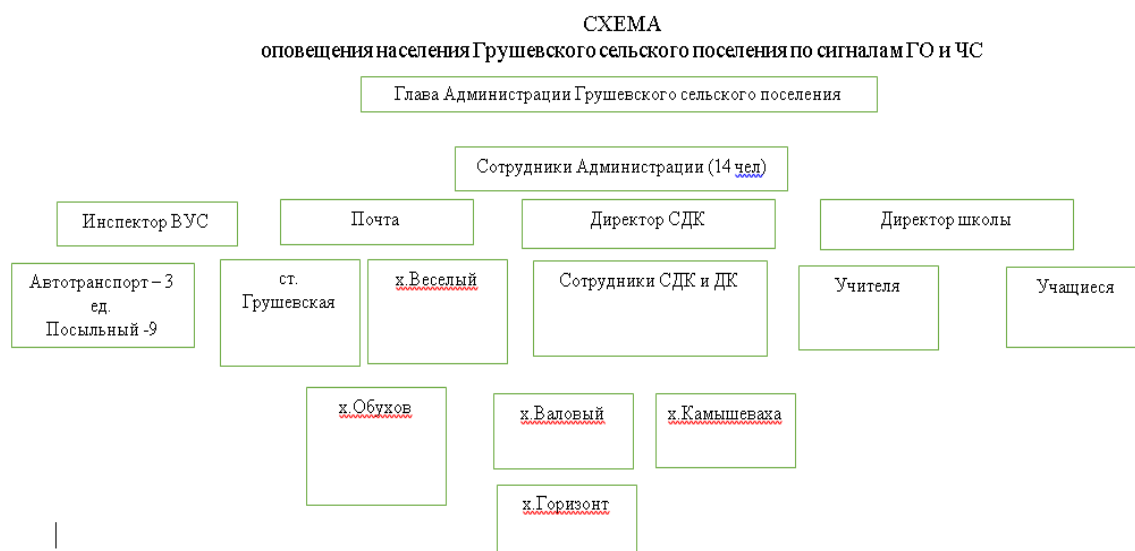 СХЕМА
оповещения населения Грушевского сельского поселения по сигналам ГО и ЧС
Глава Администрации Грушевского сельского поселения
Сотрудники Администрации (14 чел)
Инспектор ВУС
Почта
Директор СДК
Директор школы
Автотранспорт – 3
ед.
Посыльный -9
ст.
Грушевская
х.Веселый
Сотрудники СДК и ДК
Учителя
Учащиеся
х.Обухов
х.Валовый
х.Камышеваха
х.Горизонт